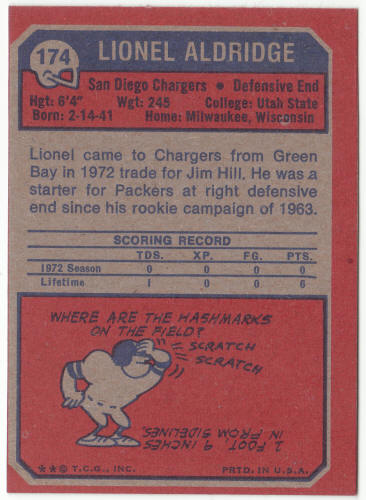 174
LIONEL ALDRIDGE
San Diego Chargers • Defensive End
Hgt: 6'4" Wgt: 245 College: Utah State
Born: 2-14-41 Home: Milwaukee, Wisconsin
Lionel came to Chargers from Green
Bay in 1972 trade for Jim Hill. He was a
starter for Packers at right defensive
end since his rookie campaign of 1963.
SCORING RECORD
TDS. XP. FG. PTS.
1972 Season 0 0 0 0
Lifetime 1 0 0 6
WHERE ARE THE HASHMARKS
ON THE FIELD?
SCRATCH
SCRATCH
2 FOOT 9 INCHES
IN FROM SIDELINES.
**© T.C.G., INC. PRTD. IN U.S.A.